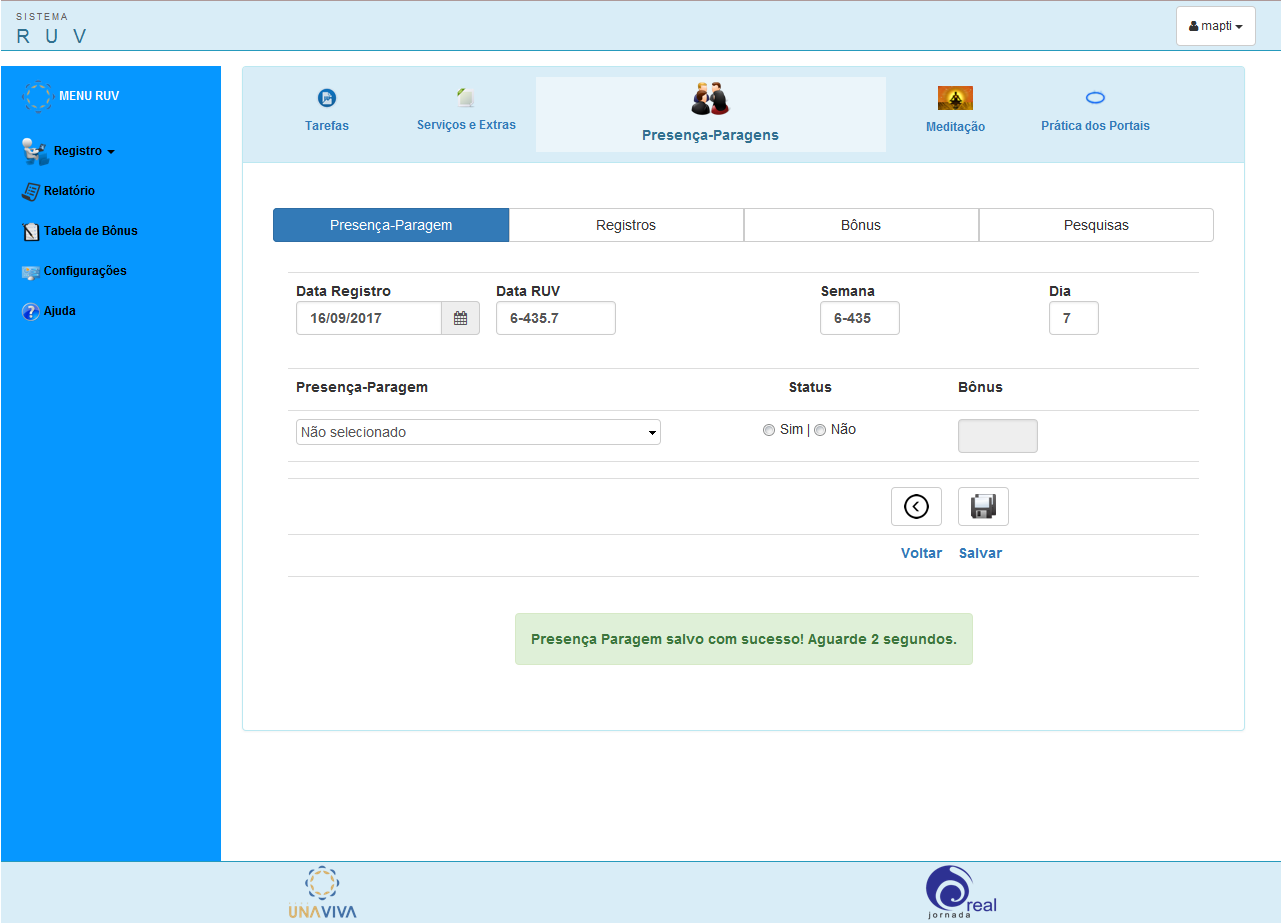 SISTEMA
R U V
mapti
MENU RUV
Registro
Relatório
Tabela de Bônus
Configurações
Ajuda
Tarefas
Serviços e Extras
Presença-Paragens
Meditação
Prática dos Portais
Presença-Paragem
Registros
Bônus
Pesquisas
Data Registro
Data RUV
Semana
Dia
16/09/2017
6-435.7
6-435
7
Presença-Paragem
Status
Bônus
Não selecionado
Sim | Não
Voltar
Salvar
Presença Paragem salvo com sucesso! Aguarde 2 segundos.
UNAVIVA
real
jornada